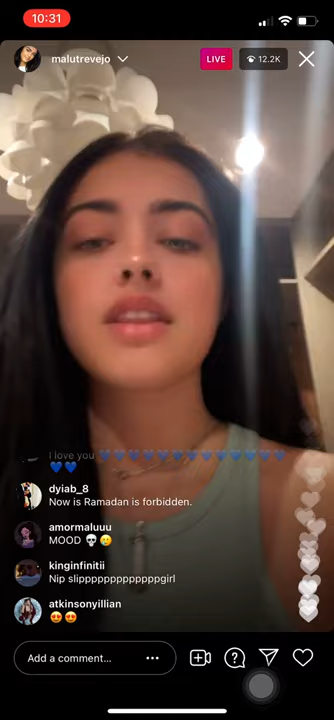 10:31
malutrevejo
LIVE
12.2K
I love you 💙💙💙💙💙💙💙💙💙💙💙💙💙
💙💙
dyiab_8
Now is Ramadan is forbidden.
amormaluuu
MOOD 💀🥲
kinginfinitii
Nip slipppppppppppppgirl
atkinsonyillian
😍😍
Add a comment...